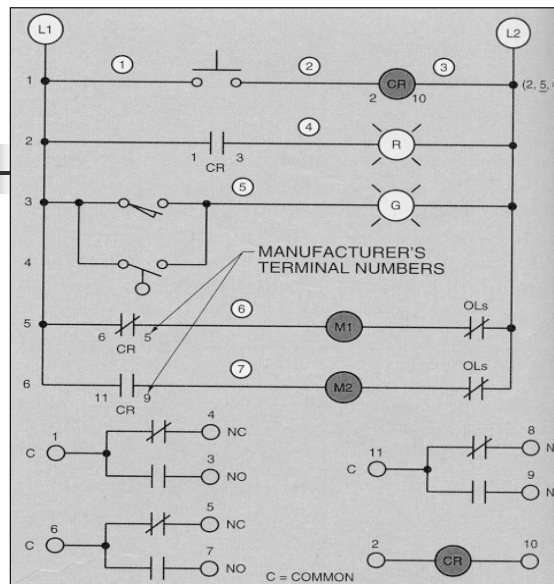 L1 L2
1 2 3
1 CR (2, 5,
2 10
4
2 R
1 3
CR
5
3 G
MANUFACTURER'S
4 TERMINAL NUMBERS
6 OLs
5 M1
6 5
CR
7 OLs
6 M2
11 9
CR
4
1 NC
C 3
NO
8
11 N
C 9
N
5
6 NC
C 7
NO
2 CR 10
C = COMMON